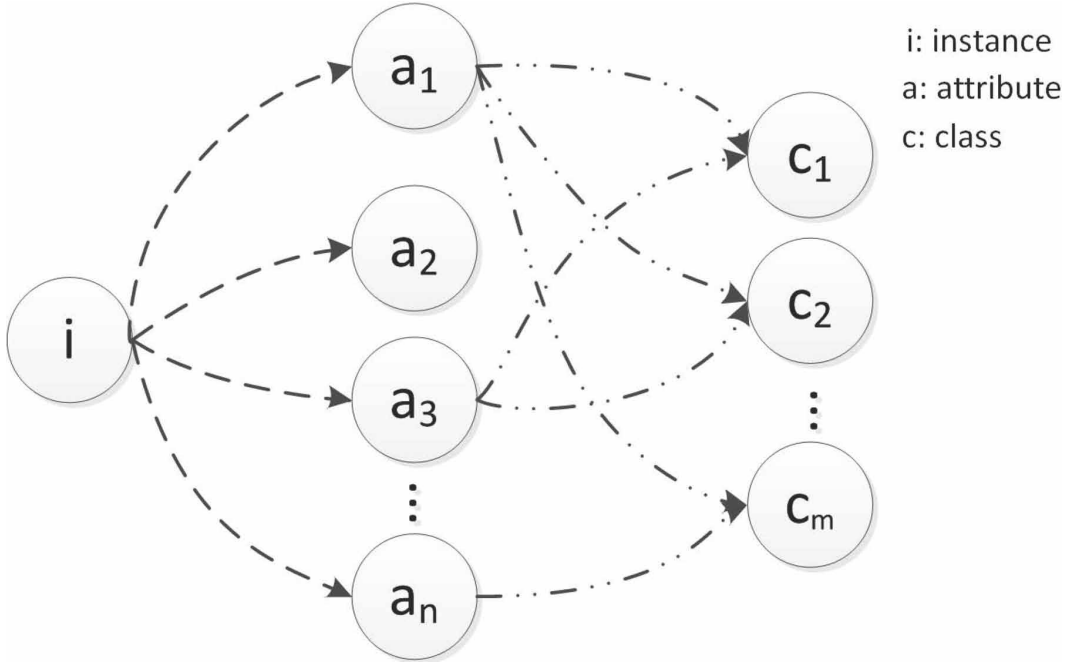 i: instance
a: attribute
c: class
i
a₁
a₂
a₃
⋮
aₙ
c₁
c₂
⋮
cₘ